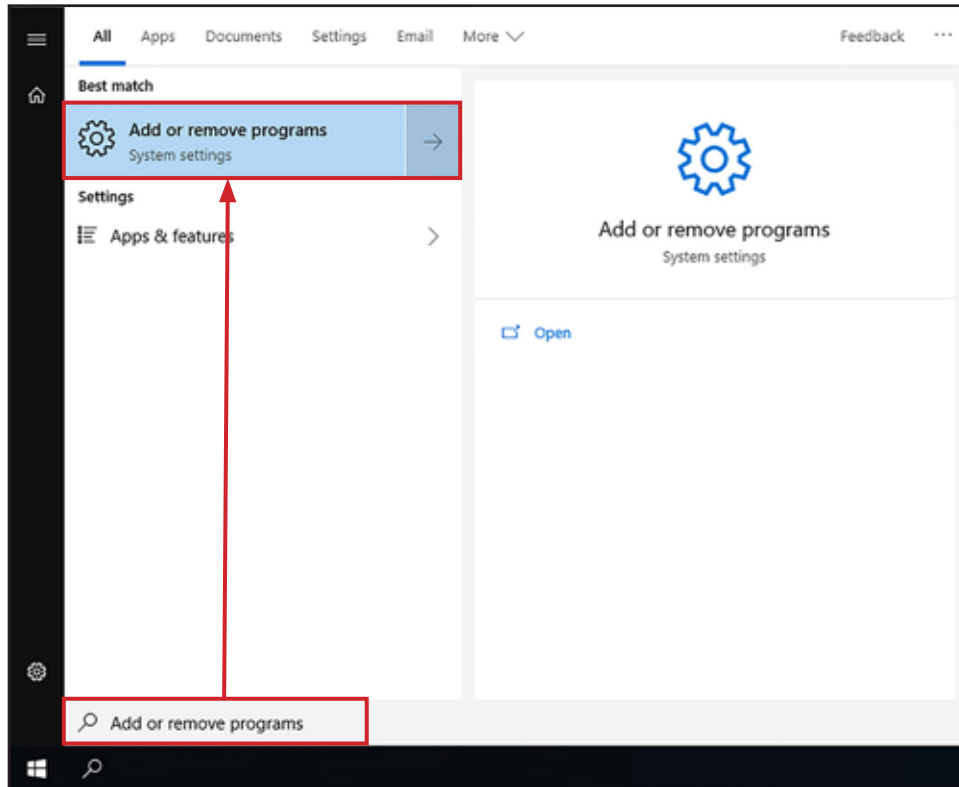 All Apps Documents Settings Email More Feedback ...
Best match
Add or remove programs
System settings
Settings
Apps & features
Add or remove programs
System settings
Open
Add or remove programs